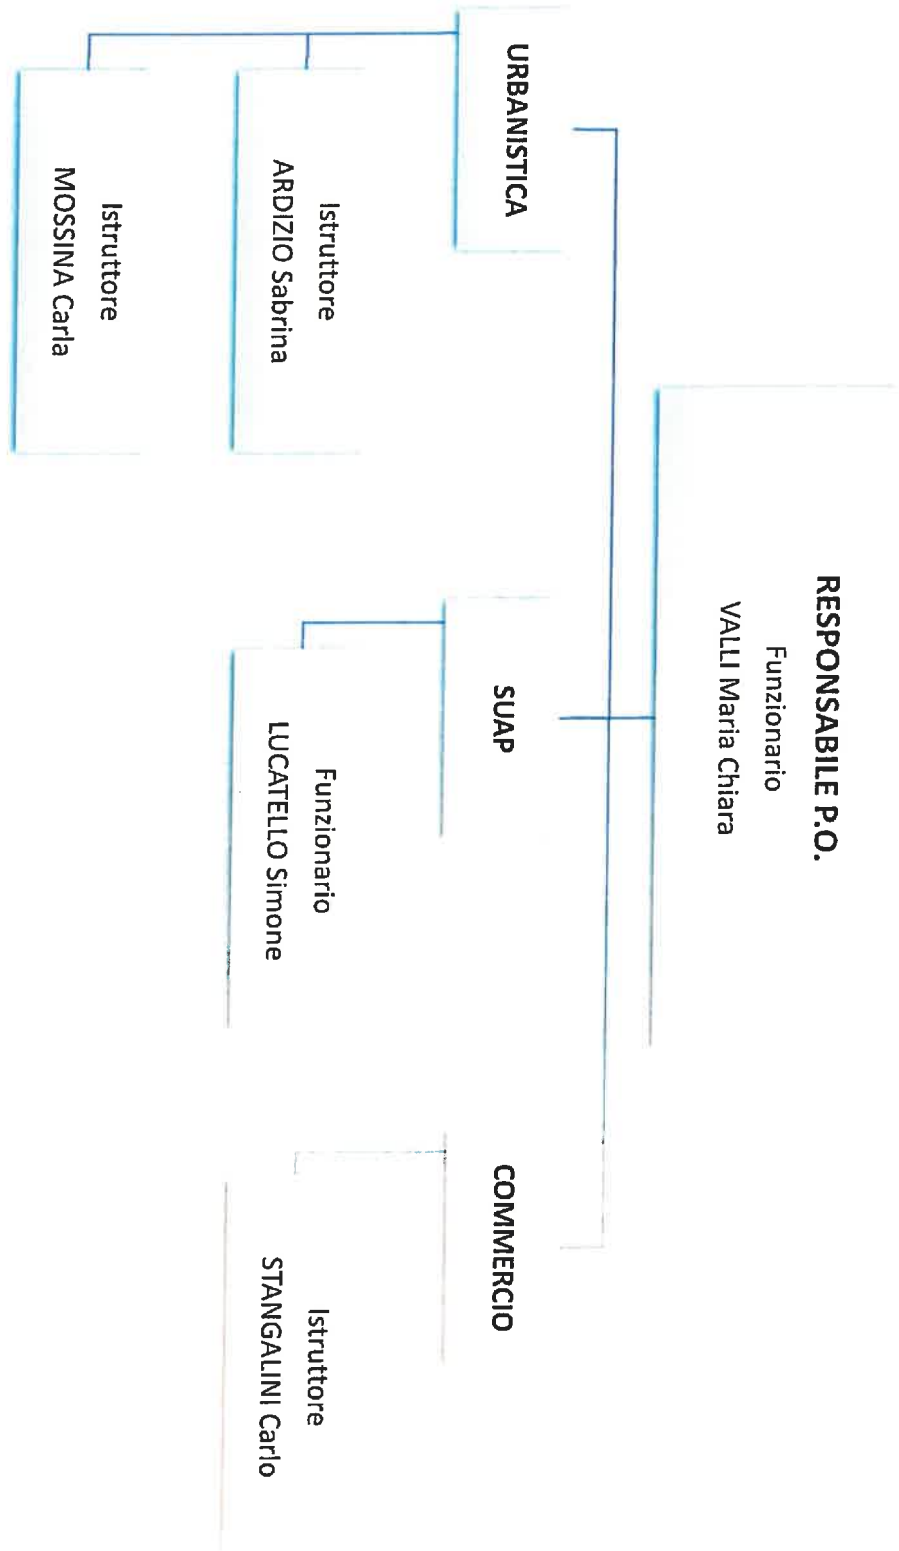 RESPONSABILE P.O.
Funzionario
VALLI Maria Chiara
URBANISTICA
Istruttore
ARDIZIO Sabrina
Istruttore
MOSSINA Carla
SUAP
Funzionario
LUCATELLO Simone
COMMERCIO
Istruttore
STANGALINI Carlo